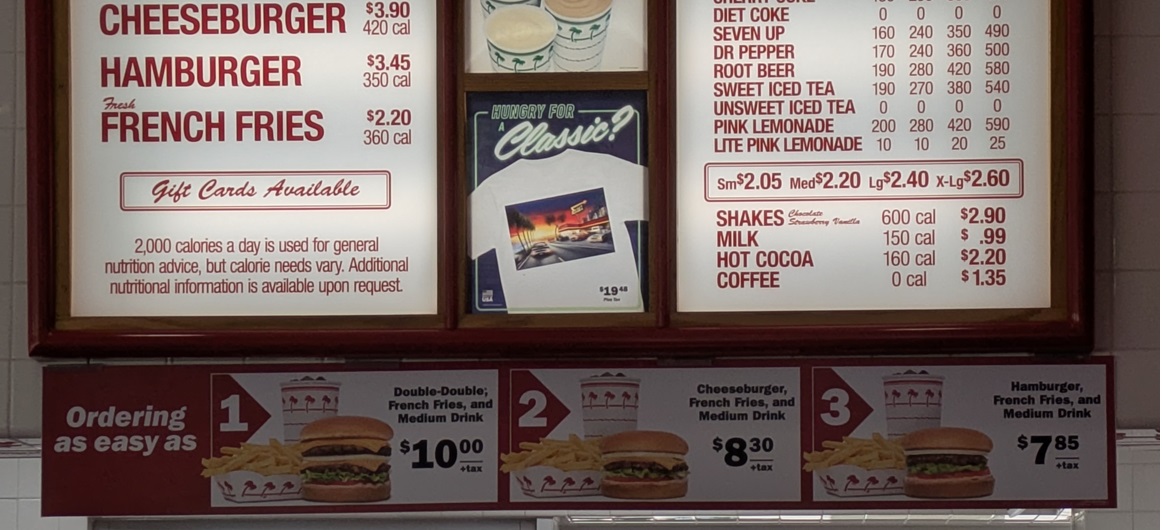 CHEESEBURGER $3.90
420 cal
HAMBURGER $3.45
350 cal
Fresh
FRENCH FRIES $2.20
360 cal
Gift Cards Available
2,000 calories a day is used for general
nutrition advice, but calorie needs vary. Additional
nutritional information is available upon request.
HUNGRY FOR
A Classic?
$19.48
Plus Tax
DIET COKE 0 0 0 0
SEVEN UP 160 240 350 490
DR PEPPER 170 240 360 500
ROOT BEER 190 280 420 580
SWEET ICED TEA 190 270 380 540
UNSWEET ICED TEA 0 0 0 0
PINK LEMONADE 200 280 420 590
LITE PINK LEMONADE 10 10 20 25
Sm$2.05 Med$2.20 Lg$2.40 X-Lg$2.60
SHAKES Chocolate Strawberry Vanilla 600 cal $2.90
MILK 150 cal $ .99
HOT COCOA 160 cal $2.20
COFFEE 0 cal $1.35
Ordering
as easy as
1
Double-Double,
French Fries, and
Medium Drink
$10.00
+tax
2
Cheeseburger,
French Fries, and
Medium Drink
$8.30
+tax
3
Hamburger,
French Fries, and
Medium Drink
$7.85
+tax